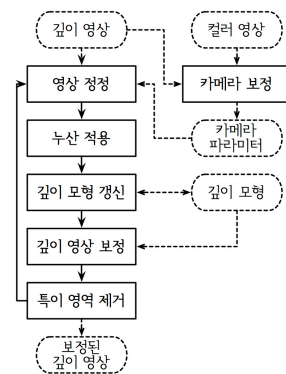 깊이 영상
컬러 영상
영상 정정
카메라 보정
누산 적용
카메라
파라미터
깊이 모형 갱신
깊이 모형
깊이 영상 보정
특이 영역 제거
보정된
깊이 영상